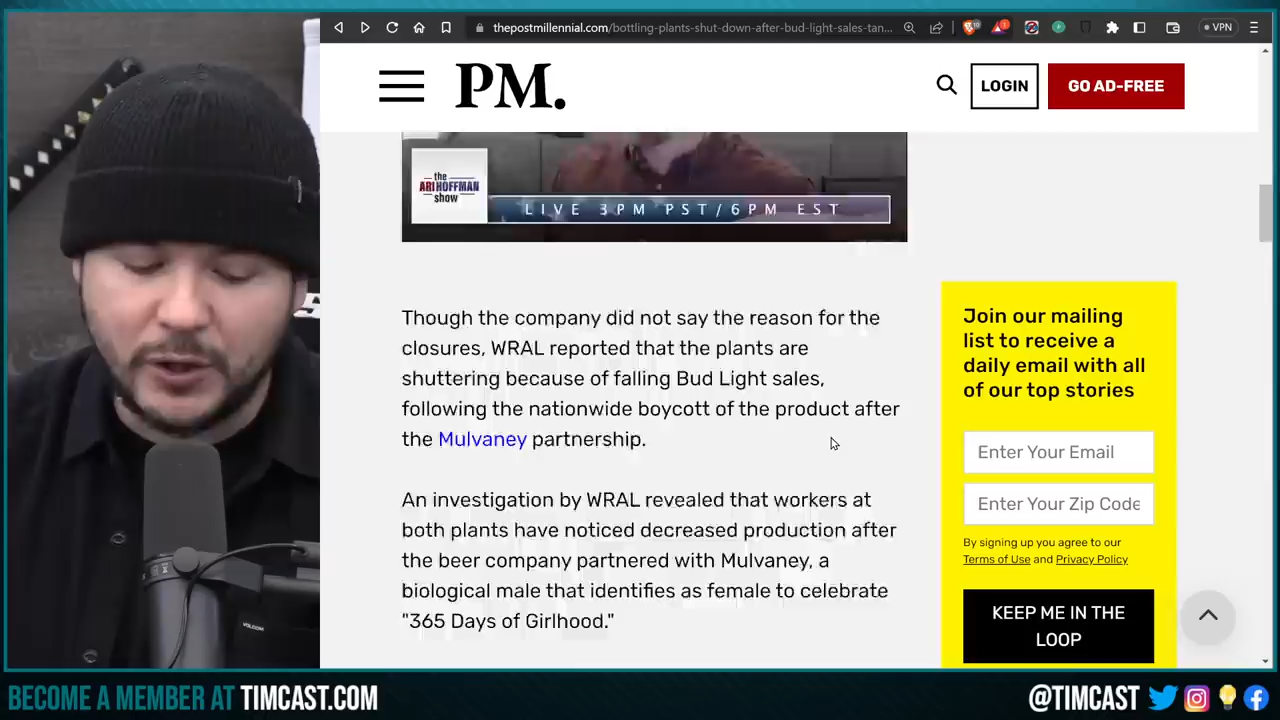 thepostmillennial.com/bottling-plants-shut-down-after-bud-light-sales-tan...
VPN
PM.
LOGIN
GO AD-FREE
the
ARI HOFFMAN
show
LIVE 3PM PST/6PM EST
Though the company did not say the reason for the
closures, WRAL reported that the plants are
shuttering because of falling Bud Light sales,
following the nationwide boycott of the product after
the Mulvaney partnership.
An investigation by WRAL revealed that workers at
both plants have noticed decreased production after
the beer company partnered with Mulvaney, a
biological male that identifies as female to celebrate
"365 Days of Girlhood."
Join our mailing
list to receive a
daily email with all
of our top stories
Enter Your Email
Enter Your Zip Code
By signing up you agree to our
Terms of Use and Privacy Policy
KEEP ME IN THE
LOOP
BECOME A MEMBER AT TIMCAST.COM
@TIMCAST